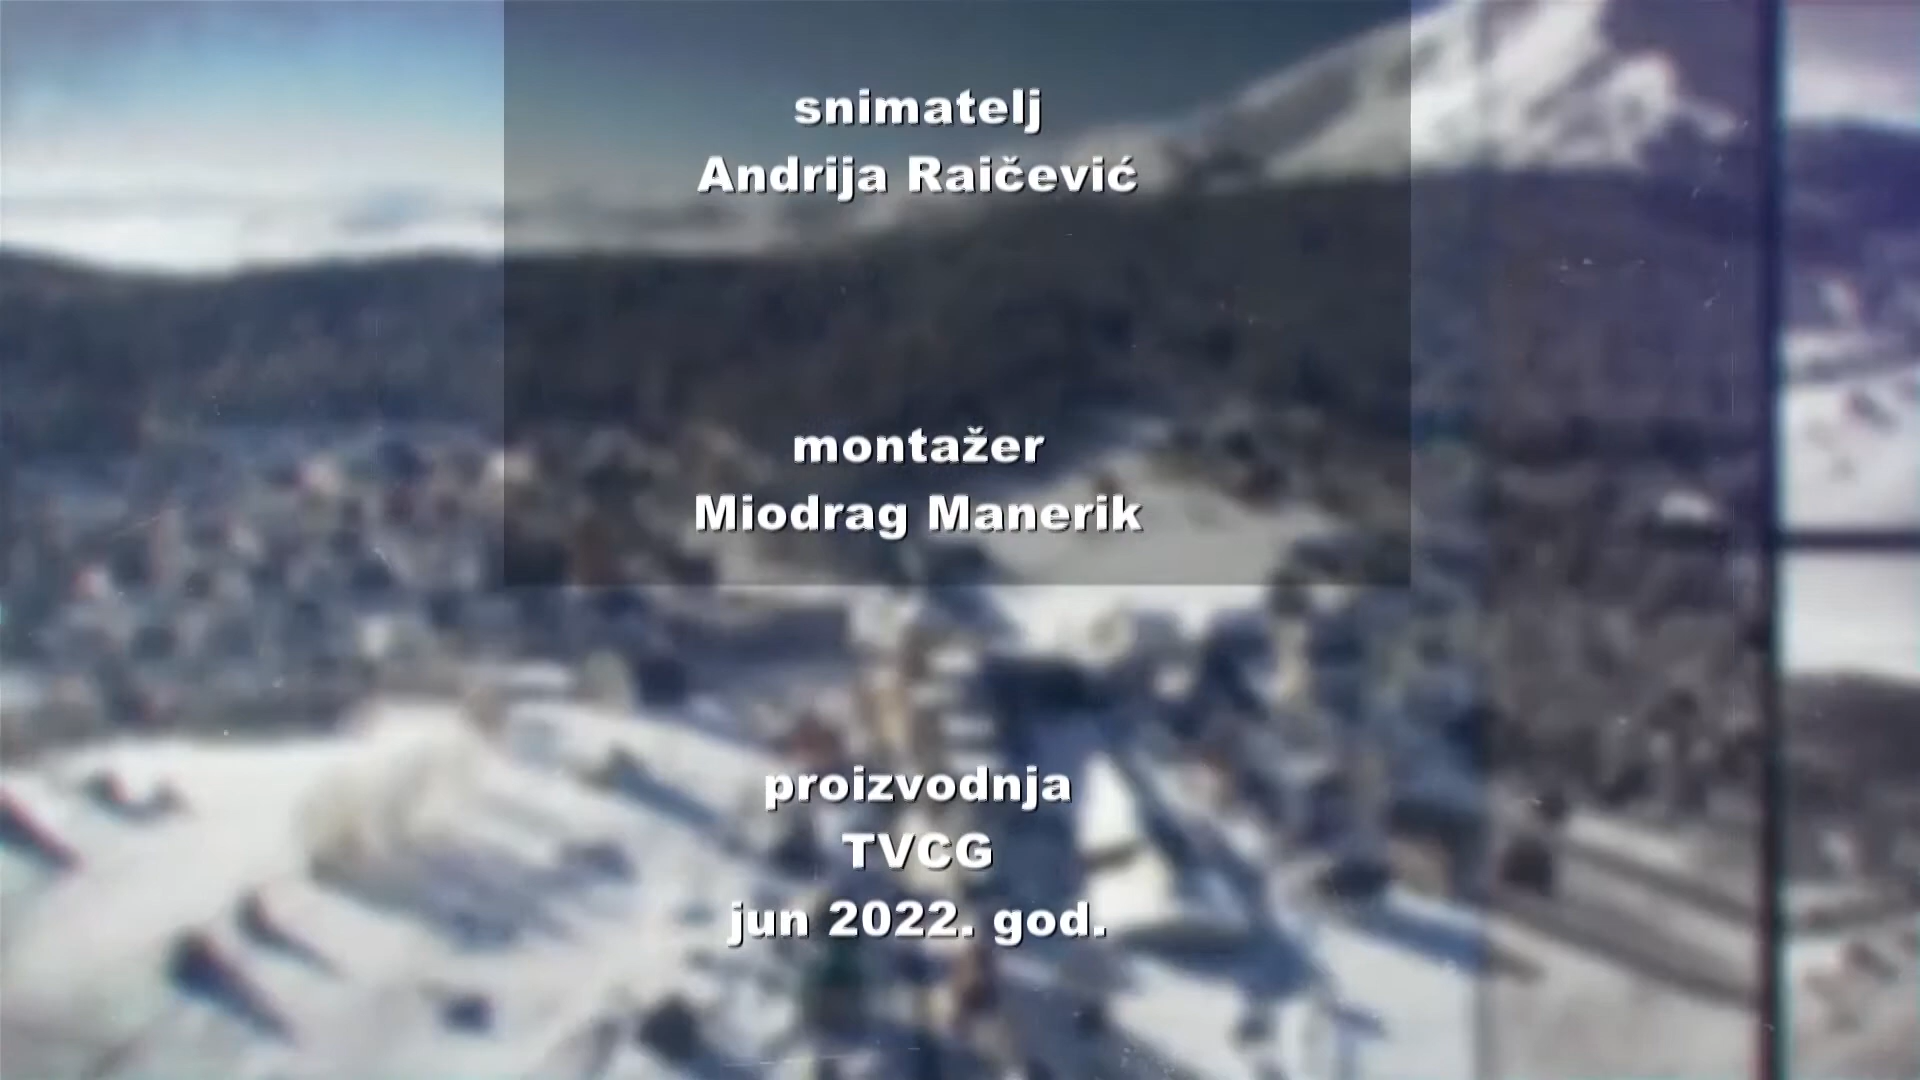 snimatelj
Andrija Raičević
montažer
Miodrag Manerik
proizvodnja
TVCG
jun 2022. god.